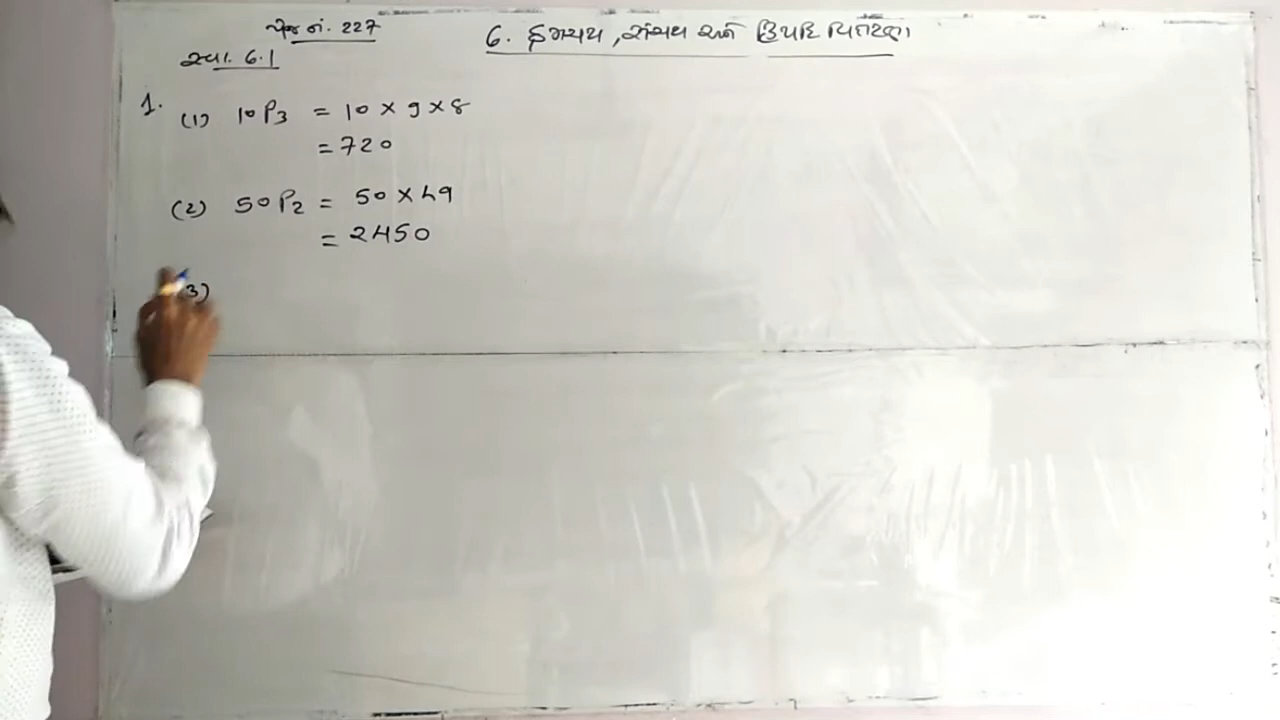 પેજ નં. 227
6. ક્રમચય, સંચય અને દ્વિપદી વિસ્તરણ
સ્વા. 6.1
1. (1) 10P3 = 10 × 9 × 8
= 720
(2) 50P2 = 50 × 49
= 2450
(3)